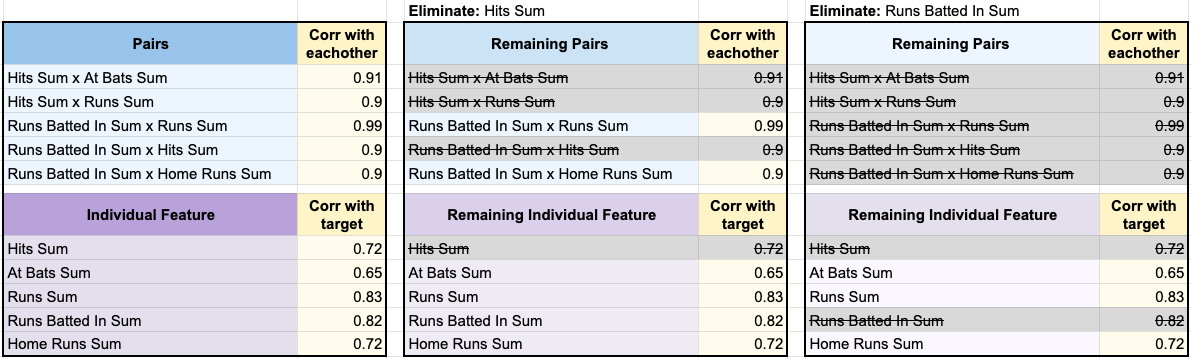 Eliminate: Hits Sum
Eliminate: Runs Batted In Sum
Pairs
Corr with
eachother
Hits Sum x At Bats Sum 0.91
Hits Sum x Runs Sum 0.9
Runs Batted In Sum x Runs Sum 0.99
Runs Batted In Sum x Hits Sum 0.9
Runs Batted In Sum x Home Runs Sum 0.9
Individual Feature
Corr with
target
Hits Sum 0.72
At Bats Sum 0.65
Runs Sum 0.83
Runs Batted In Sum 0.82
Home Runs Sum 0.72
Remaining Pairs
Corr with
eachother
Hits Sum x At Bats Sum 0.91
Hits Sum x Runs Sum 0.9
Runs Batted In Sum x Runs Sum 0.99
Runs Batted In Sum x Hits Sum 0.9
Runs Batted In Sum x Home Runs Sum 0.9
Remaining Individual Feature
Corr with
target
Hits Sum 0.72
At Bats Sum 0.65
Runs Sum 0.83
Runs Batted In Sum 0.82
Home Runs Sum 0.72
Remaining Pairs
Corr with
eachother
Hits Sum x At Bats Sum 0.91
Hits Sum x Runs Sum 0.9
Runs Batted In Sum x Runs Sum 0.99
Runs Batted In Sum x Hits Sum 0.9
Runs Batted In Sum x Home Runs Sum 0.9
Remaining Individual Feature
Corr with
target
Hits Sum 0.72
At Bats Sum 0.65
Runs Sum 0.83
Runs Batted In Sum 0.82
Home Runs Sum 0.72